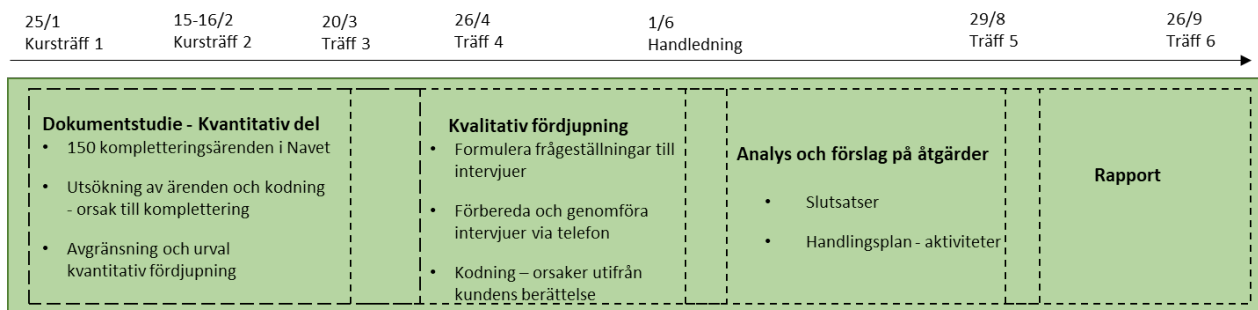 25/1
Kursträff 1
15-16/2
Kursträff 2
20/3
Träff 3
26/4
Träff 4
1/6
Handledning
29/8
Träff 5
26/9
Träff 6
Dokumentstudie - Kvantitativ del
• 150 kompletteringsärenden i Navet
• Utsökning av ärenden och kodning
- orsak till komplettering
• Avgränsning och urval
kvantitativ fördjupning
Kvalitativ fördjupning
• Formulera frågeställningar till
intervjuer
• Förbereda och genomföra
intervjuer via telefon
• Kodning – orsaker utifrån
kundens berättelse
Analys och förslag på åtgärder
• Slutsatser
• Handlingsplan - aktiviteter
Rapport